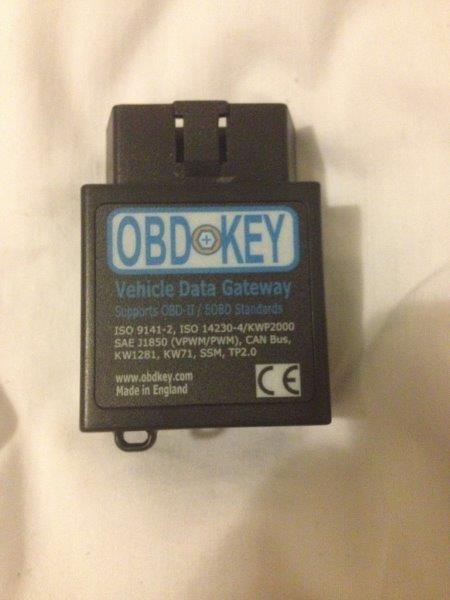 OBD KEY
Vehicle Data Gateway
Supports OBD-II / EOBD Standards
ISO 9141-2, ISO 14230-4/KWP2000
SAE J1850 (VPWM/PWM), CAN Bus,
KW1281, KW71, SSM, TP2.0
www.obdkey.com
Made in England
CE